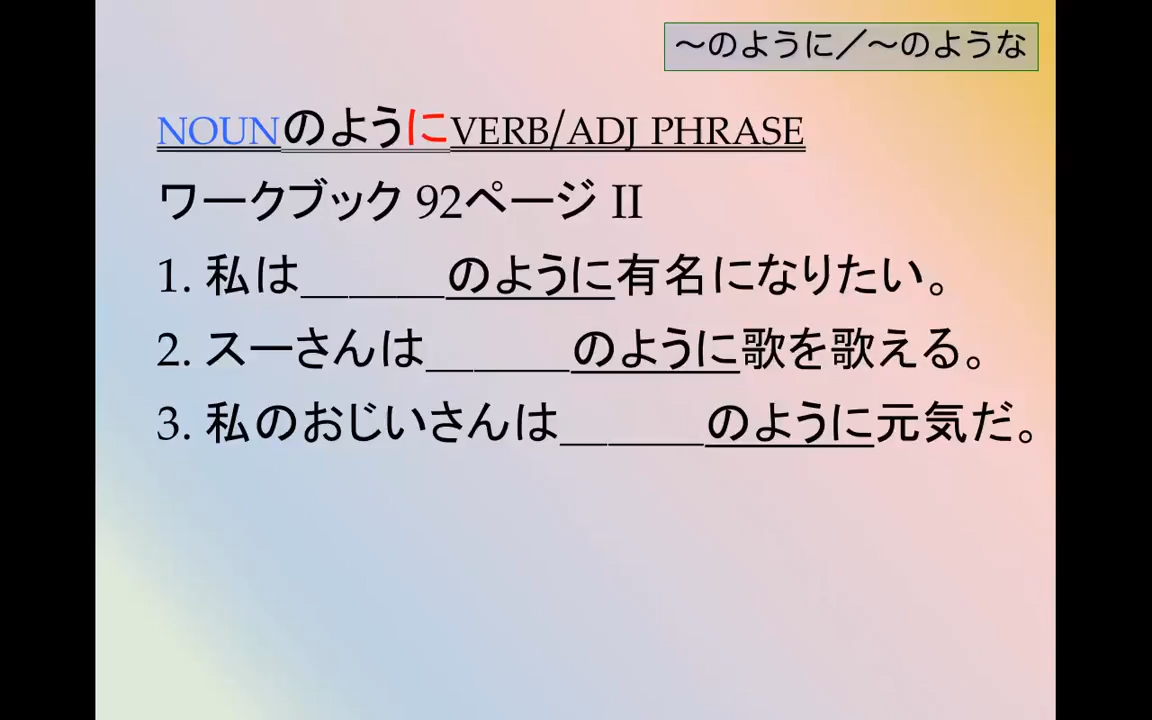 ～のように／～のような
NOUNのようにVERB/ADJ PHRASE
ワークブック 92ページ II
1. 私は______のように有名になりたい。
2. スーさんは______のように歌を歌える。
3. 私のおじいさんは______のように元気だ。